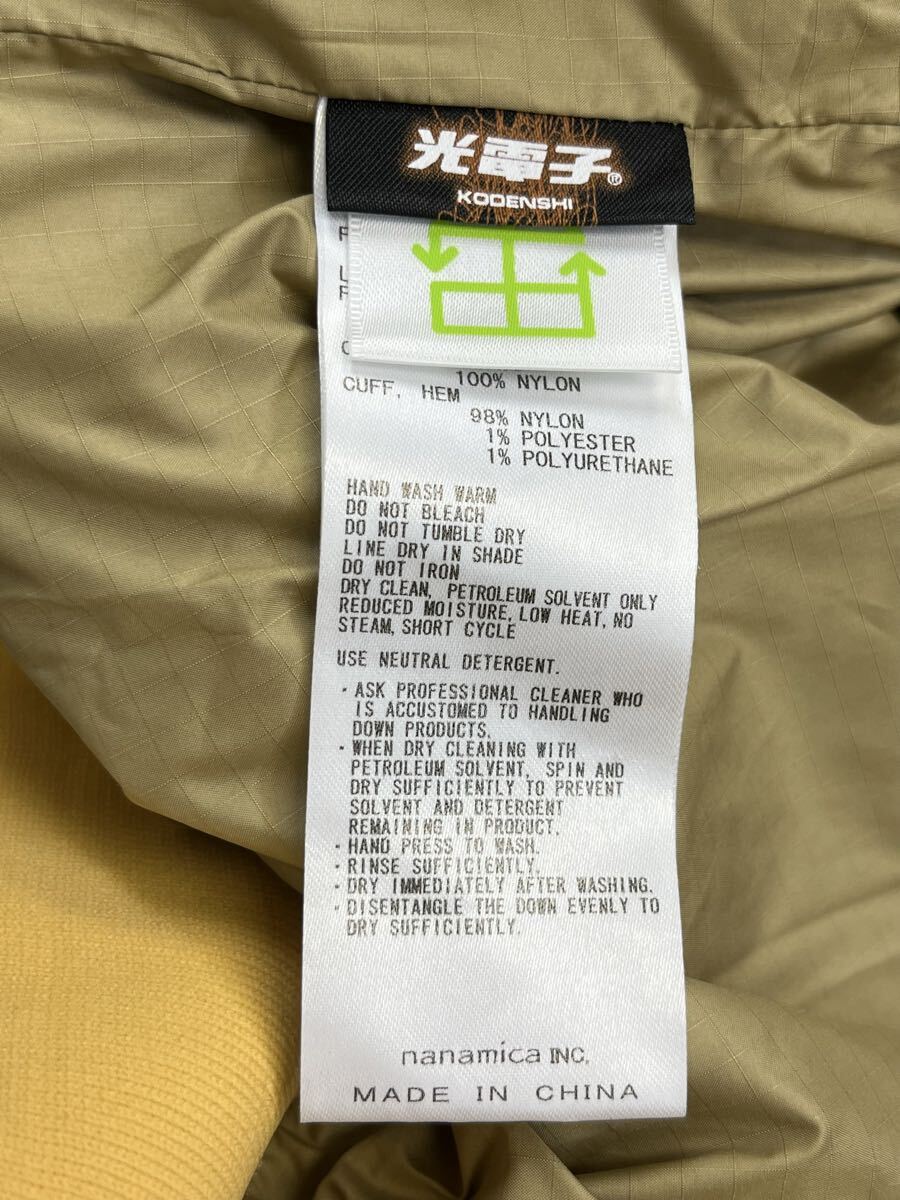 光電子®
KODENSHI
100% NYLON
CUFF, HEM
98% NYLON
1% POLYESTER
1% POLYURETHANE
HAND WASH WARM
DO NOT BLEACH
DO NOT TUMBLE DRY
LINE DRY IN SHADE
DO NOT IRON
DRY CLEAN, PETROLEUM SOLVENT ONLY
REDUCED MOISTURE, LOW HEAT, NO
STEAM, SHORT CYCLE
USE NEUTRAL DETERGENT.
・ASK PROFESSIONAL CLEANER WHO
IS ACCUSTOMED TO HANDLING
DOWN PRODUCTS.
・WHEN DRY CLEANING WITH
PETROLEUM SOLVENT, SPIN AND
DRY SUFFICIENTLY TO PREVENT
SOLVENT AND DETERGENT
REMAINING IN PRODUCT.
・HAND PRESS TO WASH.
・RINSE SUFFICIENTLY.
・DRY IMMEDIATELY AFTER WASHING.
・DISENTANGLE THE DOWN EVENLY TO
DRY SUFFICIENTLY.
nanamica INC.
MADE IN CHINA